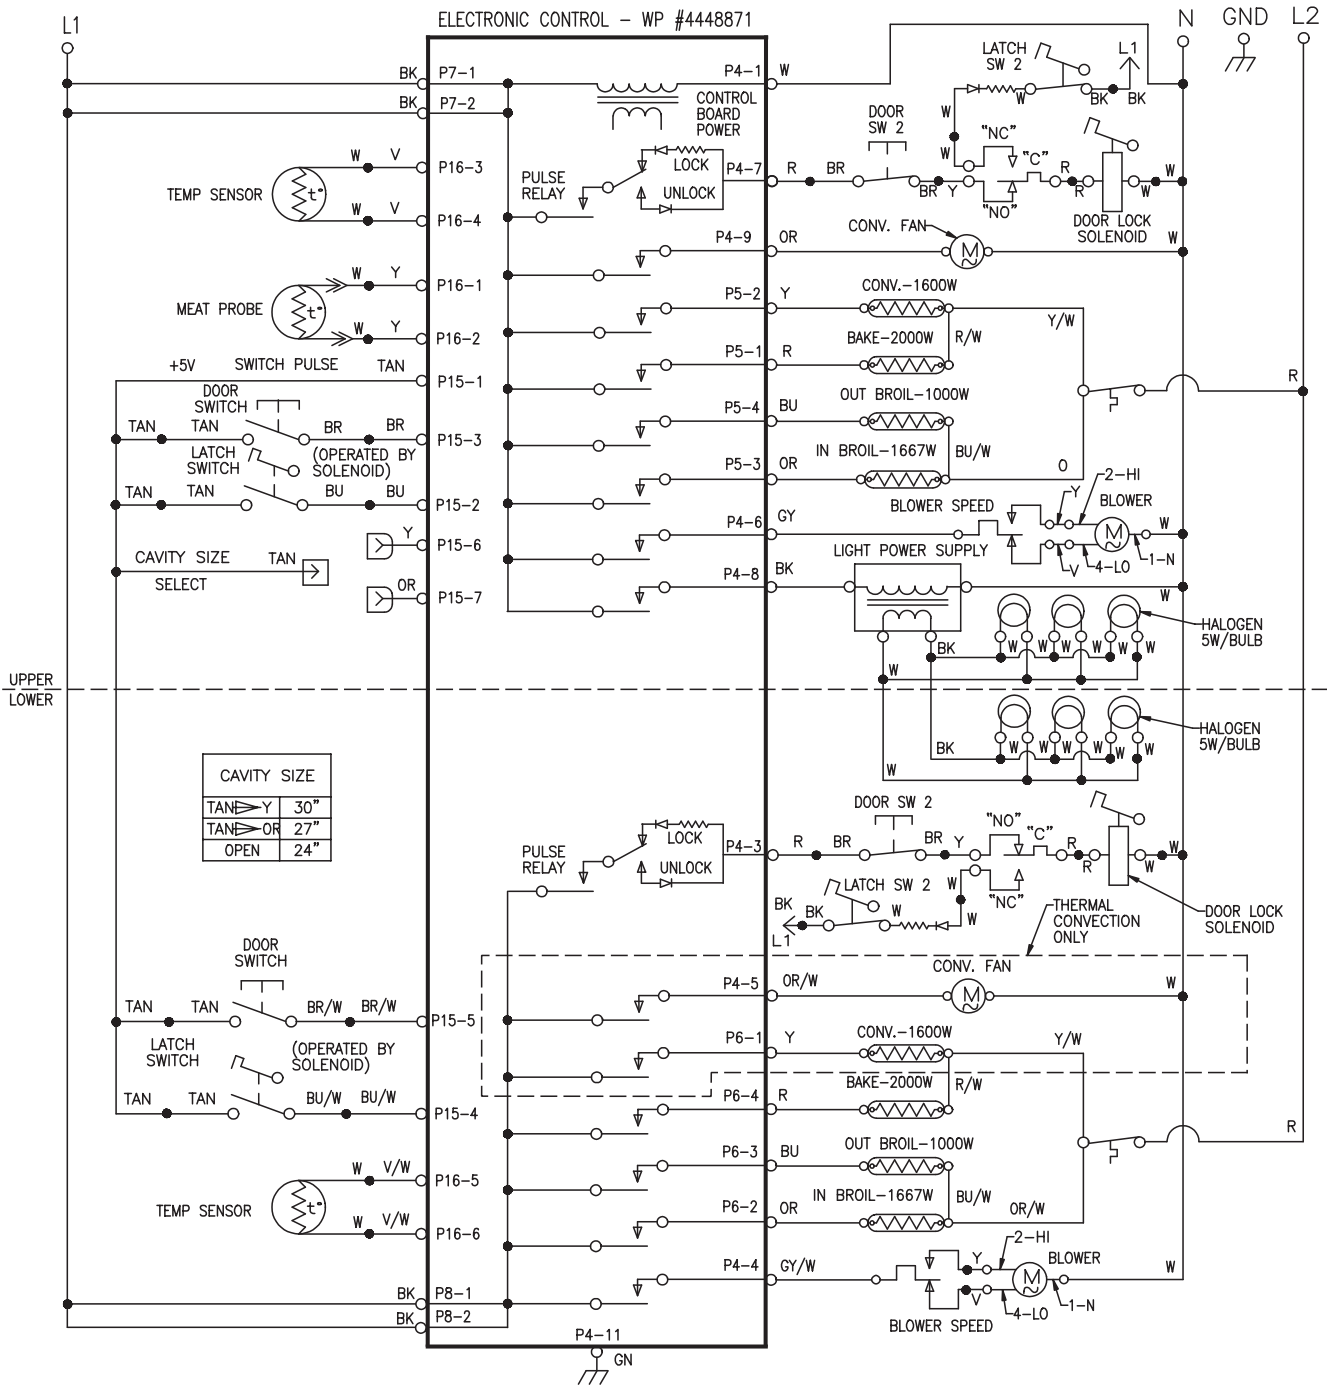 ELECTRONIC CONTROL - WP #4448871
L1
N GND L2
BK P7-1
BK P7-2
P4-1 W
CONTROL
BOARD
POWER
LATCH
SW 2
L1
W BK BK
W
DOOR
SW 2
"NC"
W
"C"
W V P16-3
TEMP SENSOR
t°
W V P16-4
PULSE
RELAY
LOCK
UNLOCK
P4-7 R BR
BR Y
"NO"
R
R
W
W
DOOR LOCK
SOLENOID
P4-9 OR
CONV. FAN
M
W
W Y P16-1
MEAT PROBE
t°
W Y P16-2
P5-2 Y
CONV.-1600W
Y/W
BAKE-2000W
R/W
P5-1 R
+5V SWITCH PULSE TAN P15-1
R
DOOR
SWITCH
TAN TAN BR BR P15-3
P5-4 BU
OUT BROIL-1000W
LATCH
SWITCH
(OPERATED BY
SOLENOID)
TAN TAN BU BU P15-2
P5-3 OR
IN BROIL-1667W
BU/W
O
BLOWER SPEED
Y
2-HI
BLOWER
M
W
P4-6 GY
V
4-LO
1-N
Y P15-6
CAVITY SIZE TAN
SELECT
OR P15-7
LIGHT POWER SUPPLY
P4-8 BK
W
HALOGEN
5W/BULB
W W W W
BK
W
UPPER
LOWER
HALOGEN
5W/BULB
W W W W
BK
W
CAVITY SIZE
TAN Y 30"
TAN OR 27"
OPEN 24"
PULSE
RELAY
LOCK
UNLOCK
P4-3 R BR
DOOR SW 2
BR Y
"NO"
"C"
R
R
W
W
W
"NC"
LATCH SW 2
BK BK
L1
W
W
DOOR LOCK
SOLENOID
THERMAL
CONVECTION
ONLY
DOOR
SWITCH
TAN TAN BR/W BR/W P15-5
P4-5 OR/W
CONV. FAN
M
W
LATCH
SWITCH
(OPERATED BY
SOLENOID)
TAN TAN BU/W BU/W P15-4
P6-1 Y
CONV.-1600W
Y/W
BAKE-2000W
R/W
P6-4 R
R
P6-3 BU
OUT BROIL-1000W
W V/W P16-5
TEMP SENSOR
t°
W V/W P16-6
IN BROIL-1667W
BU/W
OR/W
P6-2 OR
P4-4 GY/W
Y
2-HI
BLOWER
M
W
V
4-LO
1-N
BLOWER SPEED
BK P8-1
BK P8-2
P4-11
GN